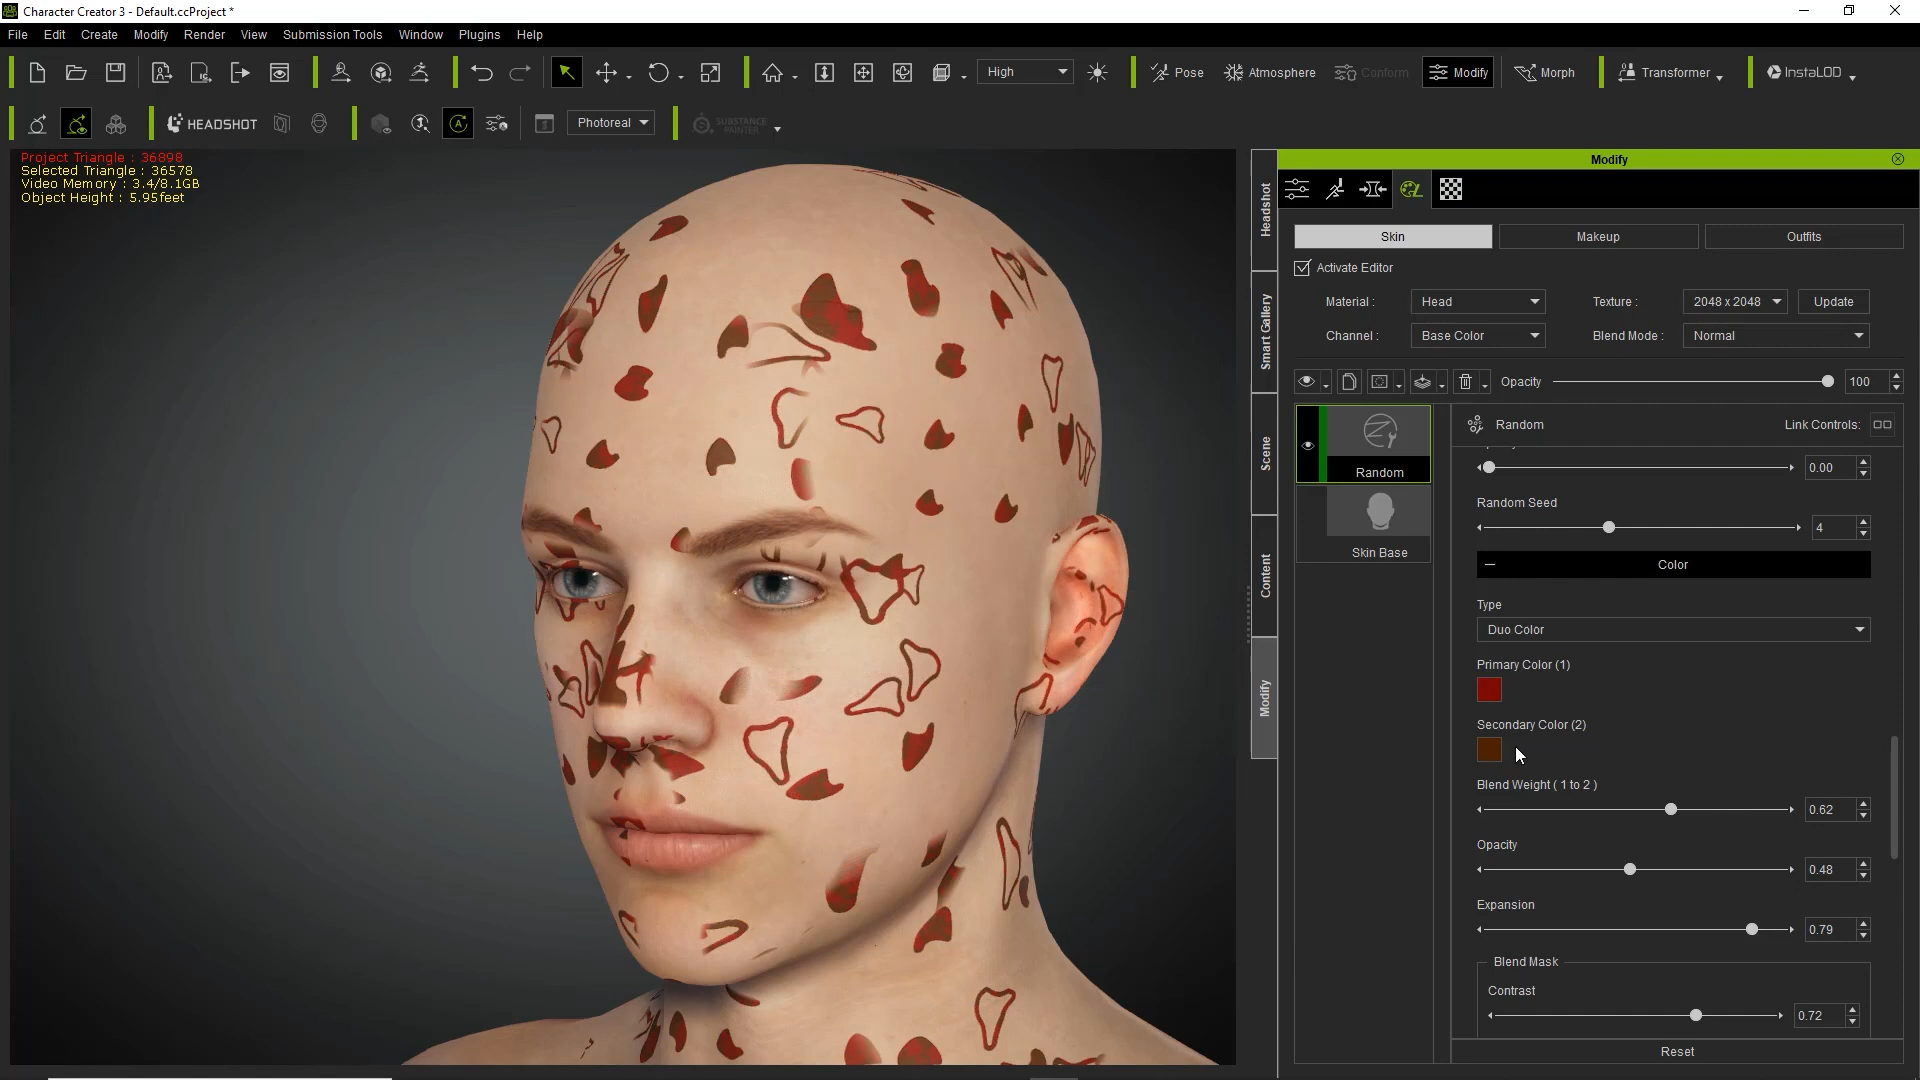 Character Creator 3 - Default.ccProject *
File Edit Create Modify Render View Submission Tools Window Plugins Help
High Pose Atmosphere Conform Modify Morph Transformer InstaLOD
HEADSHOT Photoreal SUBSTANCE PAINTER
Project Triangle : 36898
Selected Triangle : 36578
Video Memory : 3.4/8.1GB
Object Height : 5.95feet
Headshot
Smart Gallery
Scene
Content
Modify
Modify
Skin Makeup Outfits
Activate Editor
Material : Head Texture : 2048 x 2048 Update
Channel : Base Color Blend Mode : Normal
Opacity 100
Random
Skin Base
Random Link Controls:
0.00
Random Seed
4
Color
Type
Duo Color
Primary Color (1)
Secondary Color (2)
Blend Weight ( 1 to 2 )
0.62
Opacity
0.48
Expansion
0.79
Blend Mask
Contrast
0.72
Reset